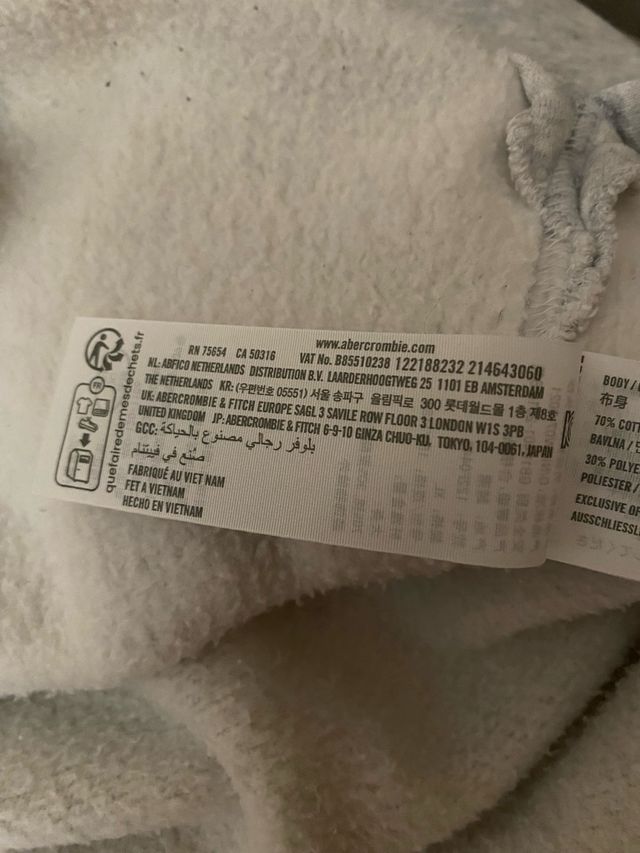 www.abercrombie.com
RN 75654 CA 50316 VAT No. B85510238 122188232 214643060
NL: ABFICO NETHERLANDS DISTRIBUTION B.V. LAARDERHOOGTWEG 25 1101 EB AMSTERDAM
THE NETHERLANDS KR: (우편번호 05551) 서울 송파구 올림픽로 300 롯데월드몰 1층 제8호
UK: ABERCROMBIE & FITCH EUROPE SAGL 3 SAVILE ROW FLOOR 3 LONDON W1S 3PB
UNITED KINGDOM JP: ABERCROMBIE & FITCH 6-9-10 GINZA CHUO-KU, TOKYO, 104-0061, JAPAN
GCC: بلوفر رجالي مصنوع بالحياكة
صُنع في فييتنام
FABRIQUÉ AU VIET NAM
FET A VIETNAM
HECHO EN VIETNAM
FR
quefairedemesdechets.fr
BODY /
布身
70% COT
BAVLNA /
30% POLYE
POLIESTER /
EXCLUSIVE OF
AUSSCHLIESSL